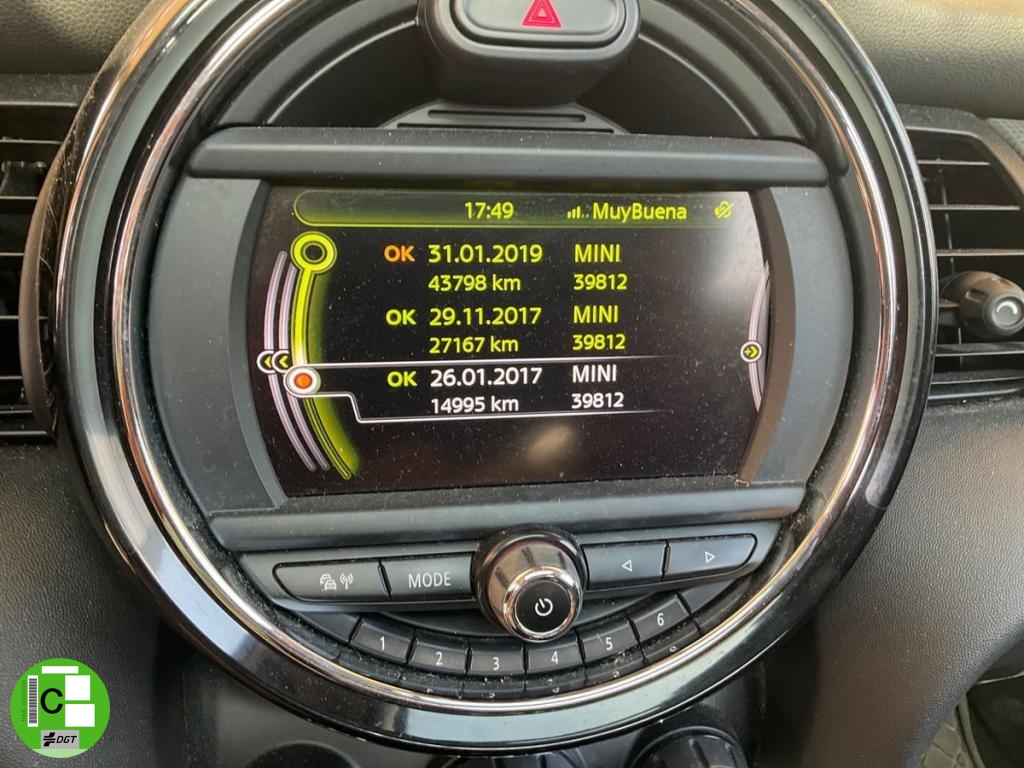 17:49 MuyBuena
OK 31.01.2019 MINI
43798 km 39812
OK 29.11.2017 MINI
27167 km 39812
OK 26.01.2017 MINI
14995 km 39812
MODE
1 2 3 4 5 6
C
DGT